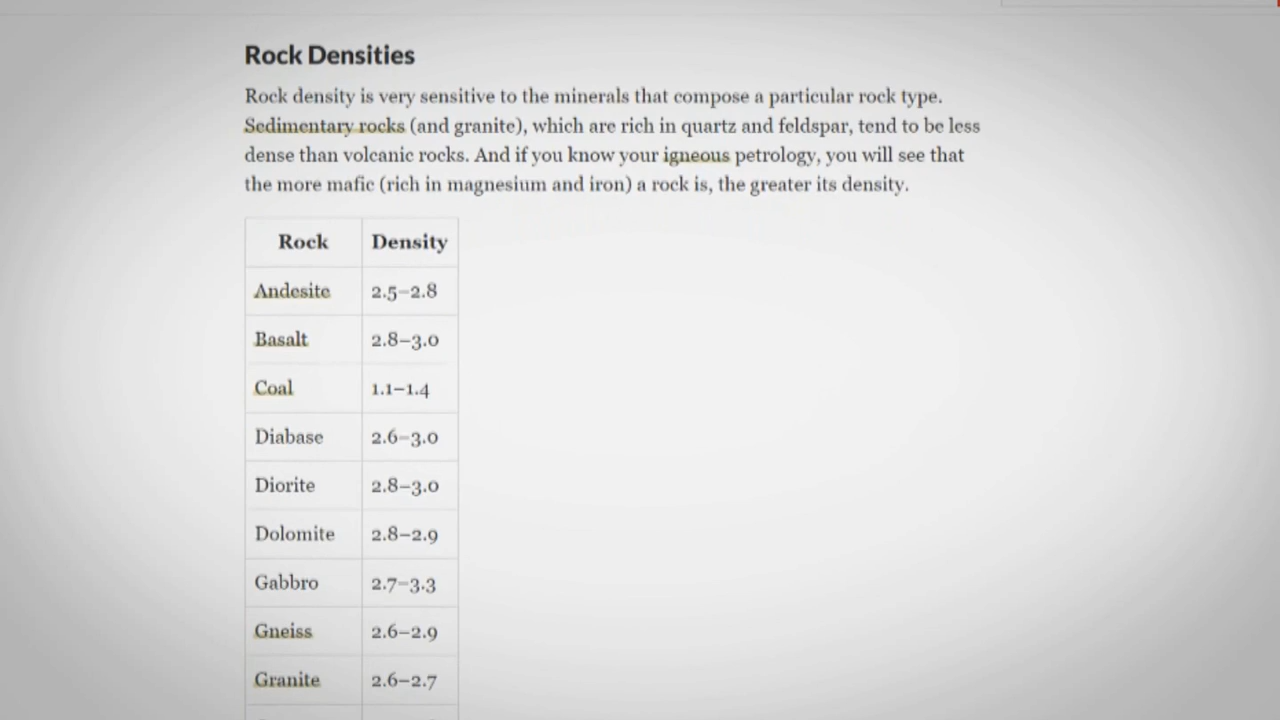 Rock Densities
Rock density is very sensitive to the minerals that compose a particular rock type.
Sedimentary rocks (and granite), which are rich in quartz and feldspar, tend to be less
dense than volcanic rocks. And if you know your igneous petrology, you will see that
the more mafic (rich in magnesium and iron) a rock is, the greater its density.
Rock Density
Andesite 2.5–2.8
Basalt 2.8–3.0
Coal 1.1–1.4
Diabase 2.6–3.0
Diorite 2.8–3.0
Dolomite 2.8–2.9
Gabbro 2.7–3.3
Gneiss 2.6–2.9
Granite 2.6–2.7